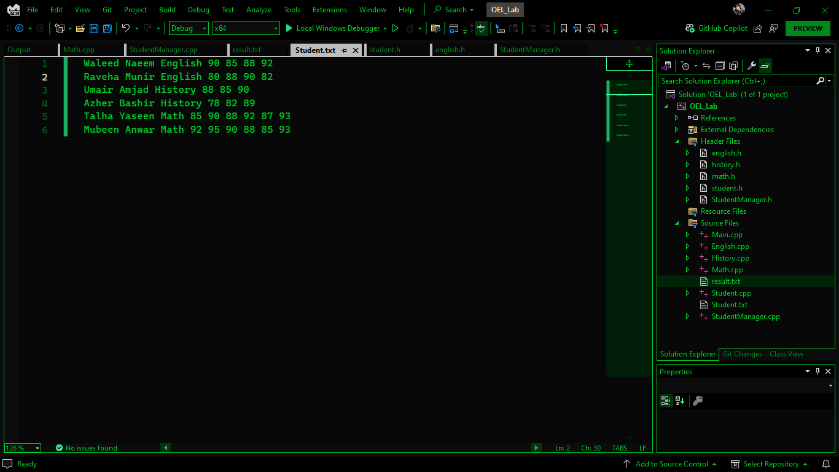 File Edit View Git Project Build Debug Test Analyze Tools Extensions Window Help Search OEL_Lab
Debug x64 Local Windows Debugger GitHub Copilot PREVIEW
Output Math.cpp StudentManager.cpp result.txt Student.txt student.h english.h StudentManager.h
1 Waleed Naeem English 90 85 88 92
2 Raveha Munir English 80 88 90 82
3 Umair Amjad History 88 85 90
4 Azher Bashir History 78 82 89
5 Talha Yaseen Math 85 90 88 92 87 93
6 Mubeen Anwar Math 92 95 90 88 85 93
126 % No issues found Ln: 2 Ch: 30 TABS LF
Solution Explorer
Search Solution Explorer (Ctrl+;)
Solution 'OEL_Lab' (1 of 1 project)
OEL_Lab
References
External Dependencies
Header Files
english.h
history.h
math.h
student.h
StudentManager.h
Resource Files
Source Files
Main.cpp
English.cpp
History.cpp
Math.cpp
result.txt
Student.cpp
Student.txt
StudentManager.cpp
Solution Explorer Git Changes Class View
Properties
Ready Add to Source Control Select Repository